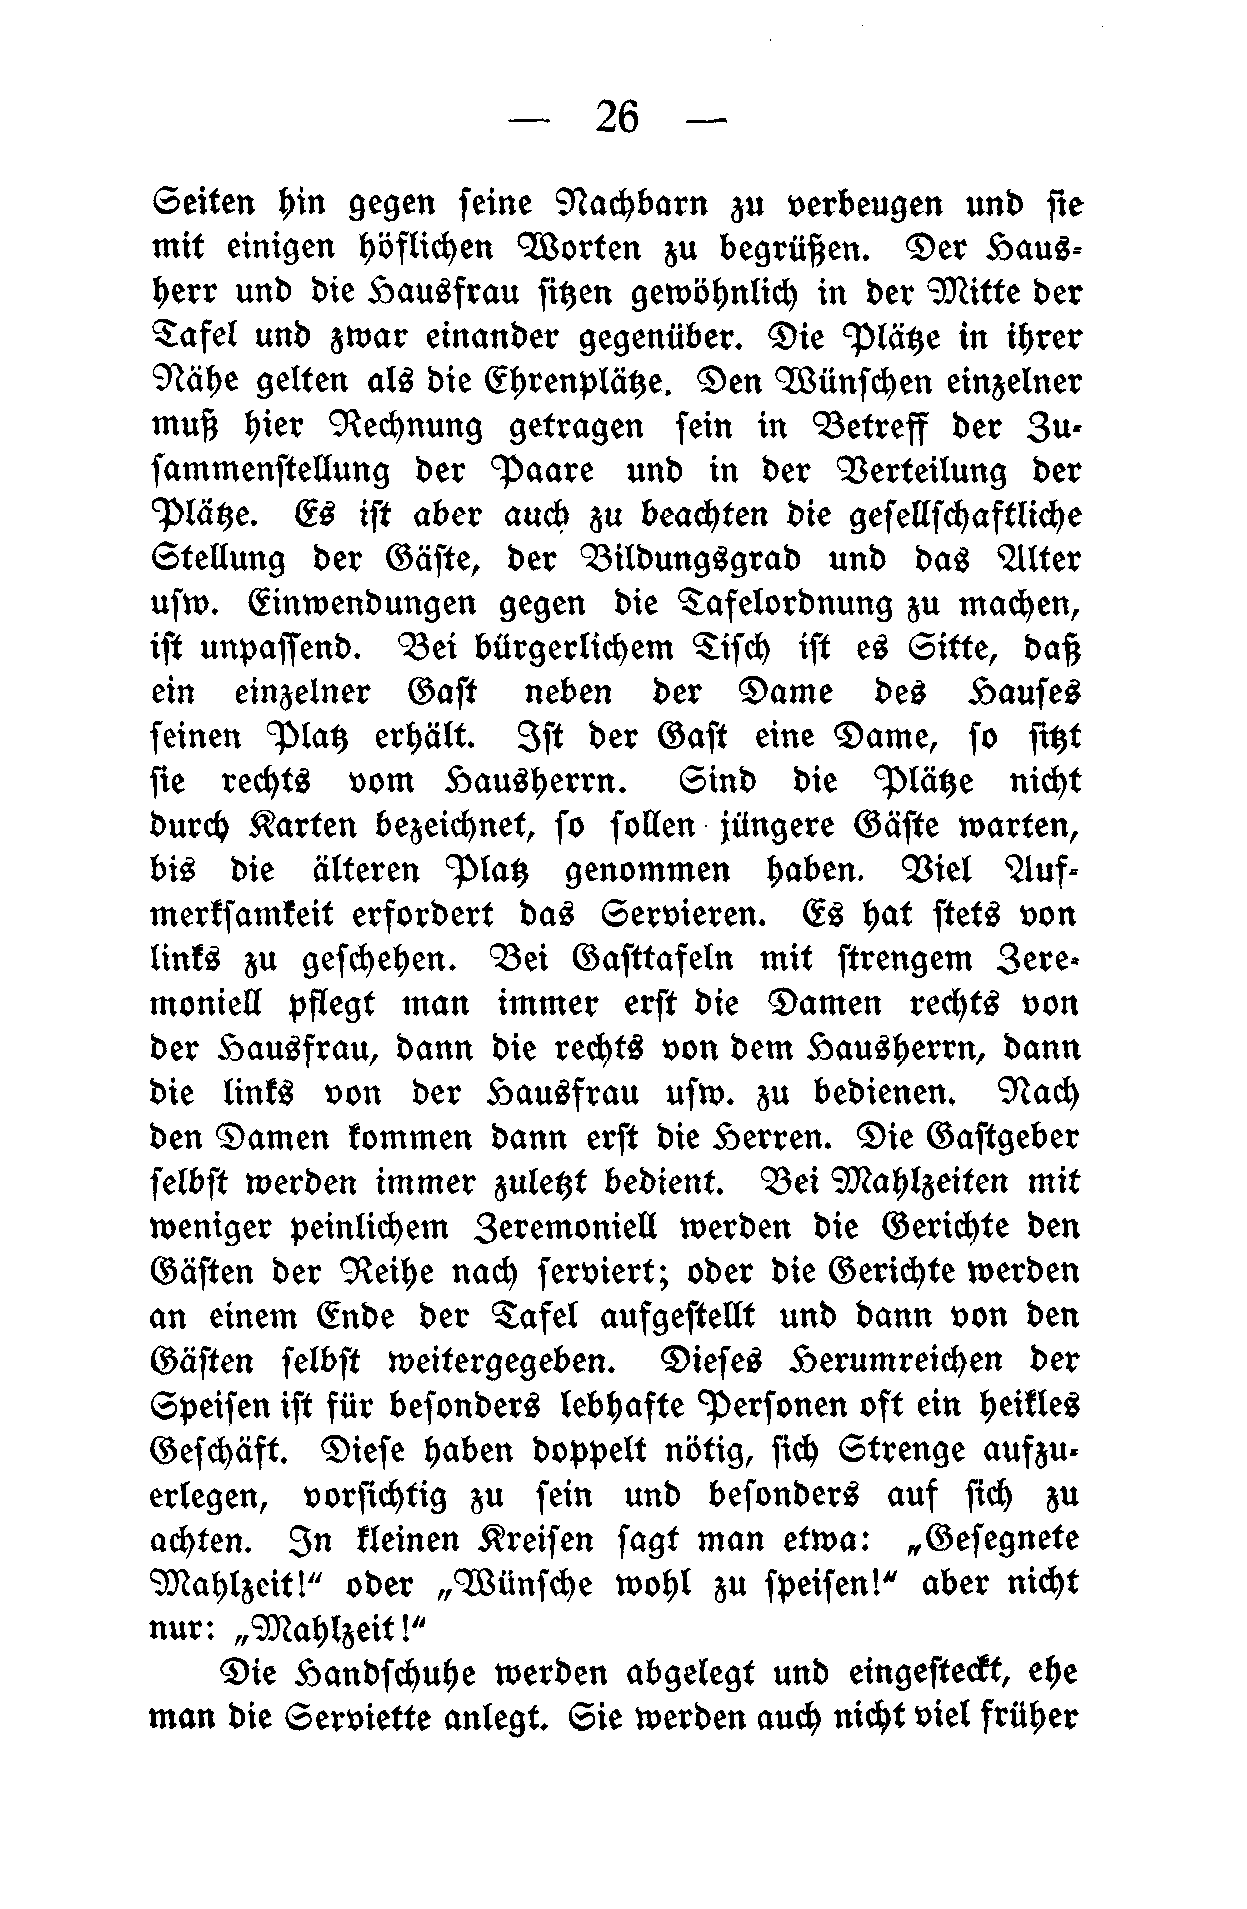 — 26 —
Seiten hin gegen ſeine Nachbarn zu verbeugen und ſie
mit einigen höflichen Worten zu begrüßen. Der Haus-
herr und die Hausfrau ſitzen gewöhnlich in der Mitte der
Tafel und zwar einander gegenüber. Die Plätze in ihrer
Nähe gelten als die Ehrenplätze. Den Wünſchen einzelner
muß hier Rechnung getragen ſein in Betreff der Zu-
ſammenſtellung der Paare und in der Verteilung der
Plätze. Es iſt aber auch zu beachten die geſellſchaftliche
Stellung der Gäſte, der Bildungsgrad und das Alter
uſw. Einwendungen gegen die Tafelordnung zu machen,
iſt unpaſſend. Bei bürgerlichem Tiſch iſt es Sitte, daß
ein einzelner Gaſt neben der Dame des Hauſes
ſeinen Platz erhält. Iſt der Gaſt eine Dame, ſo ſitzt
ſie rechts vom Hausherrn. Sind die Plätze nicht
durch Karten bezeichnet, ſo ſollen jüngere Gäſte warten,
bis die älteren Platz genommen haben. Viel Auf-
merkſamkeit erfordert das Servieren. Es hat ſtets von
links zu geſchehen. Bei Gaſttafeln mit ſtrengem Zere-
moniell pflegt man immer erſt die Damen rechts von
der Hausfrau, dann die rechts von dem Hausherrn, dann
die links von der Hausfrau uſw. zu bedienen. Nach
den Damen kommen dann erſt die Herren. Die Gaſtgeber
ſelbſt werden immer zuletzt bedient. Bei Mahlzeiten mit
weniger peinlichem Zeremoniell werden die Gerichte den
Gäſten der Reihe nach ſerviert; oder die Gerichte werden
an einem Ende der Tafel aufgeſtellt und dann von den
Gäſten ſelbſt weitergegeben. Dieſes Herumreichen der
Speiſen iſt für beſonders lebhafte Perſonen oft ein heikles
Geſchäft. Dieſe haben doppelt nötig, ſich Strenge aufzu-
erlegen, vorſichtig zu ſein und beſonders auf ſich zu
achten. In kleinen Kreiſen ſagt man etwa: „Geſegnete
Mahlzeit!“ oder „Wünſche wohl zu ſpeiſen!“ aber nicht
nur: „Mahlzeit!“
Die Handſchuhe werden abgelegt und eingeſteckt, ehe
man die Serviette anlegt. Sie werden auch nicht viel früher